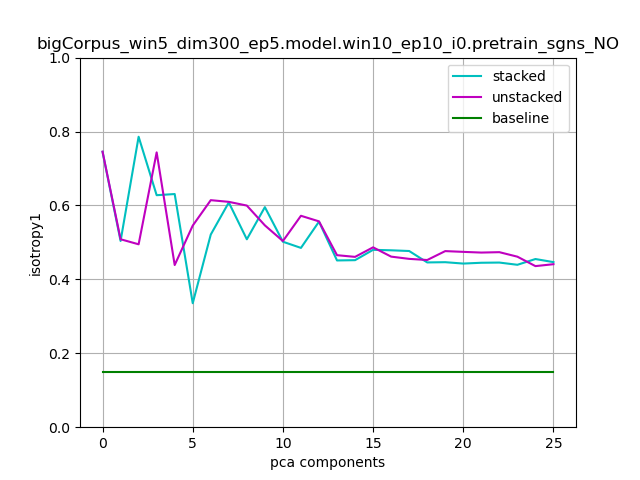 bigCorpus_win5_dim300_ep5.model.win10_ep10_i0.pretrain_sgns_NO
1.0
0.8
0.6
0.4
0.2
0.0
isotropy1
stacked
unstacked
baseline
0 5 10 15 20 25
pca components